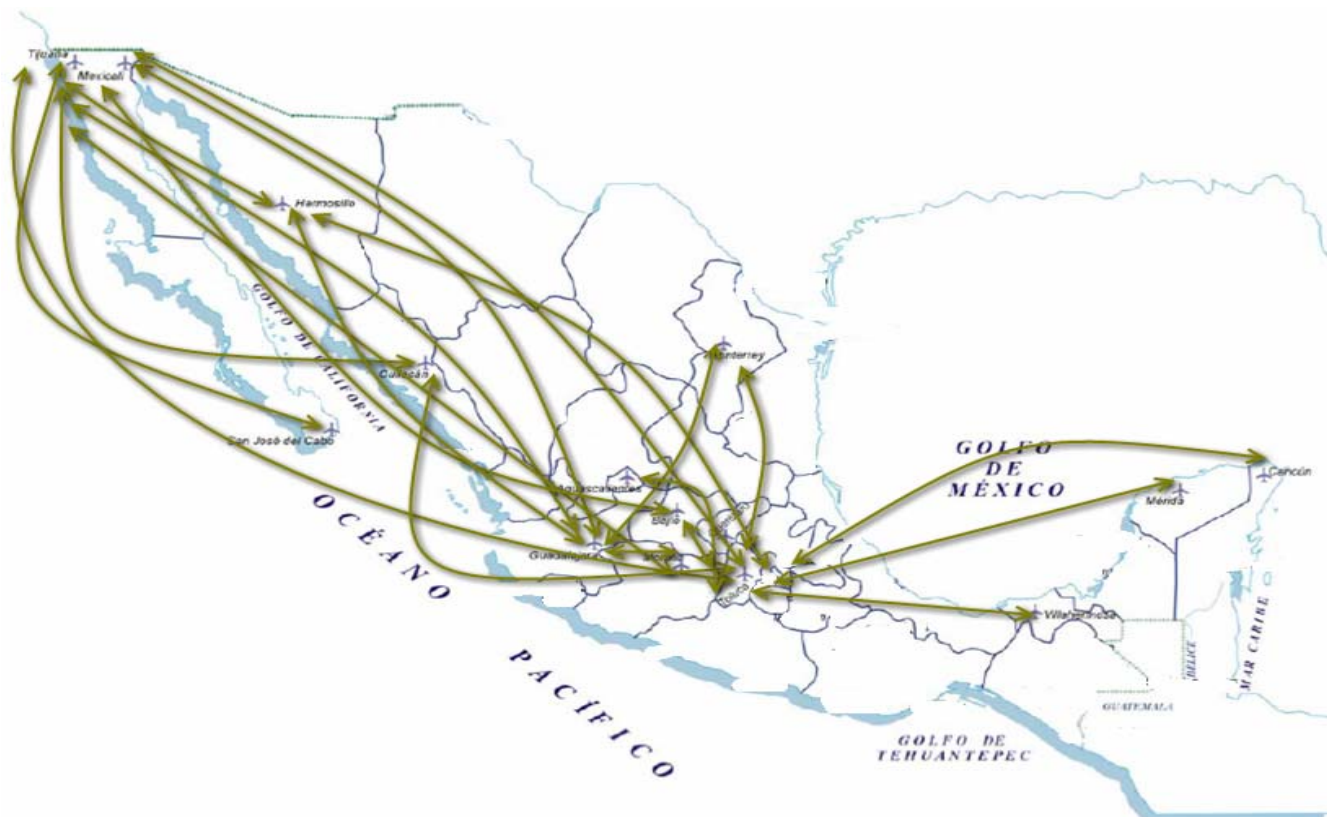 Tijuana
Mexicali
Hermosillo
GOLFO DE CALIFORNIA
Monterrey
Culiacán
San José del Cabo
GOLFO
DE
MÉXICO
Cancún
Mérida
Aguascalientes
Bajío
OCÉANO
Guadalajara
Toluca
Villahermosa
PACÍFICO
BELICE
MAR CARIBE
GUATEMALA
GOLFO DE
TEHUANTEPEC